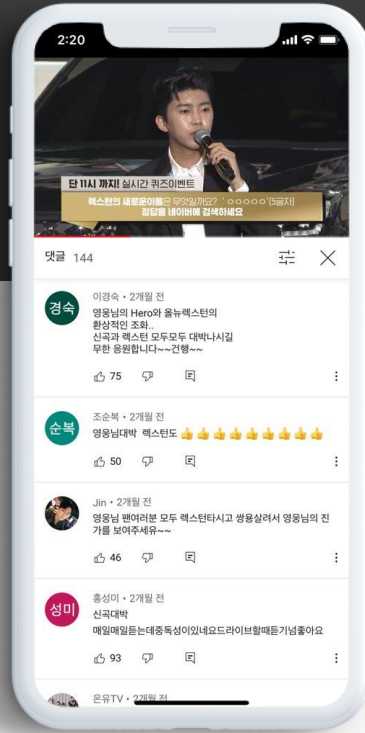 2:20
단 11시 까지! 실시간 퀴즈이벤트
렉스턴의 새로운이름은 무엇일까요? ' ㅇㅇㅇㅇㅇ'(5글자)
정답를 네이버에 검색하세요
댓글 144
경숙
이경숙 • 2개월 전
영웅님의 Hero와 올뉴렉스턴의
환상적인 조화..
신곡과 렉스턴 모두모두 대박나시길
무한 응원합니다~~건행~~
75
순복
조순복 • 2개월 전
영웅님대박 렉스턴도 👍👍👍👍👍👍👍👍👍
50
Jin • 2개월 전
영웅님 팬여러분 모두 렉스턴타시고 쌍용살려서 영웅님의 진
가를 보여주세유~~
46
성미
홍성미 • 2개월 전
신곡대박
매일매일듣는데중독성이있네요드라이브할때듣기넘좋아요
93
온유TV • 2개월 전